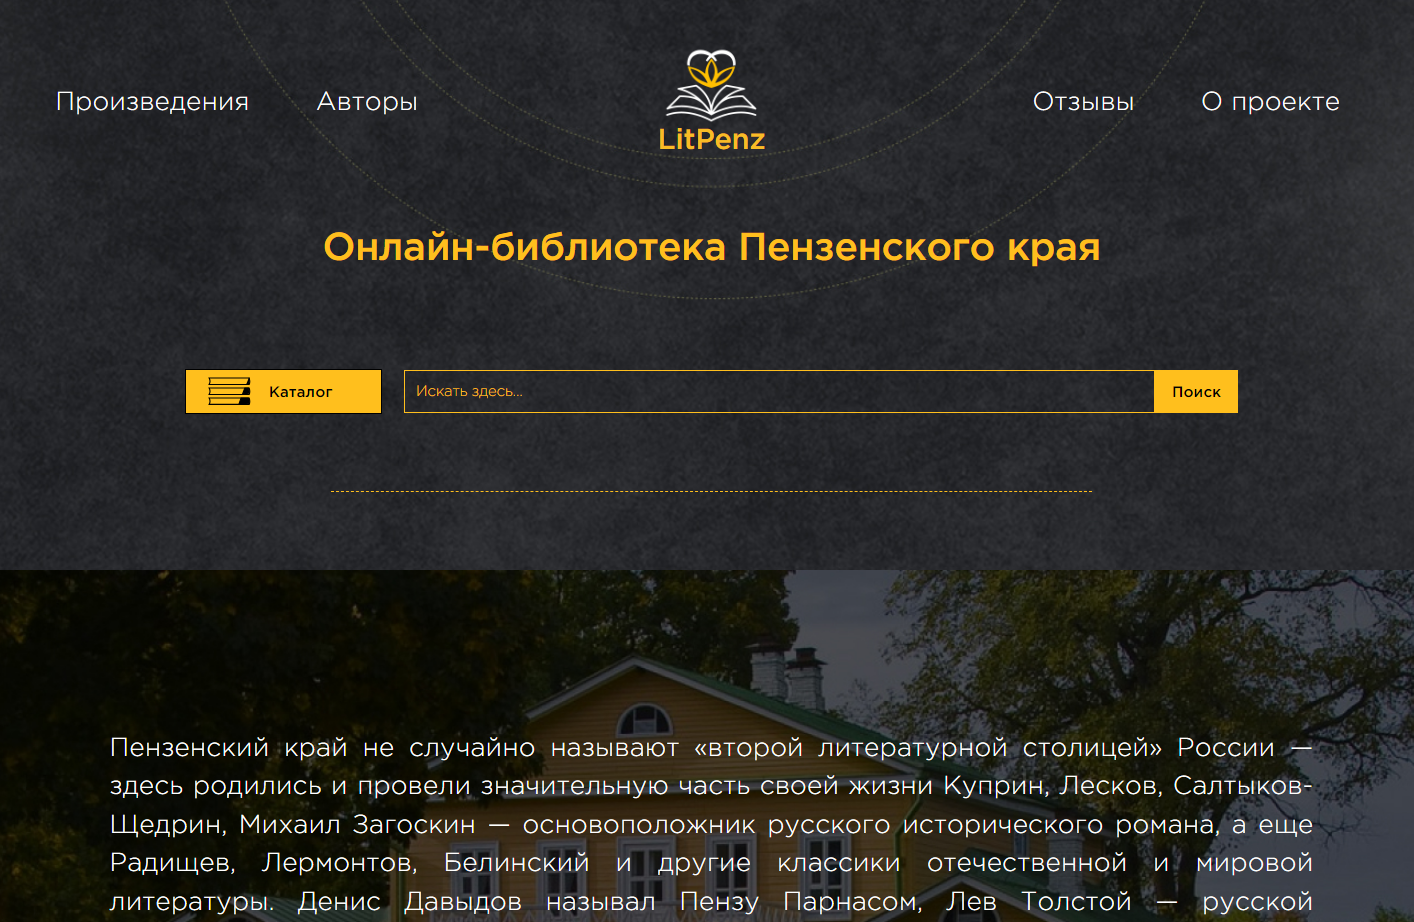 Произведения
Авторы
LitPenz
Отзывы
О проекте
Онлайн-библиотека Пензенского края
Каталог
Искать здесь...
Поиск
Пензенский край не случайно называют «второй литературной столицей» России —
здесь родились и провели значительную часть своей жизни Куприн, Лесков, Салтыков-
Щедрин, Михаил Загоскин — основоположник русского исторического романа, а еще
Радищев, Лермонтов, Белинский и другие классики отечественной и мировой
литературы. Денис Давыдов называл Пензу Парнасом, Лев Толстой — русской